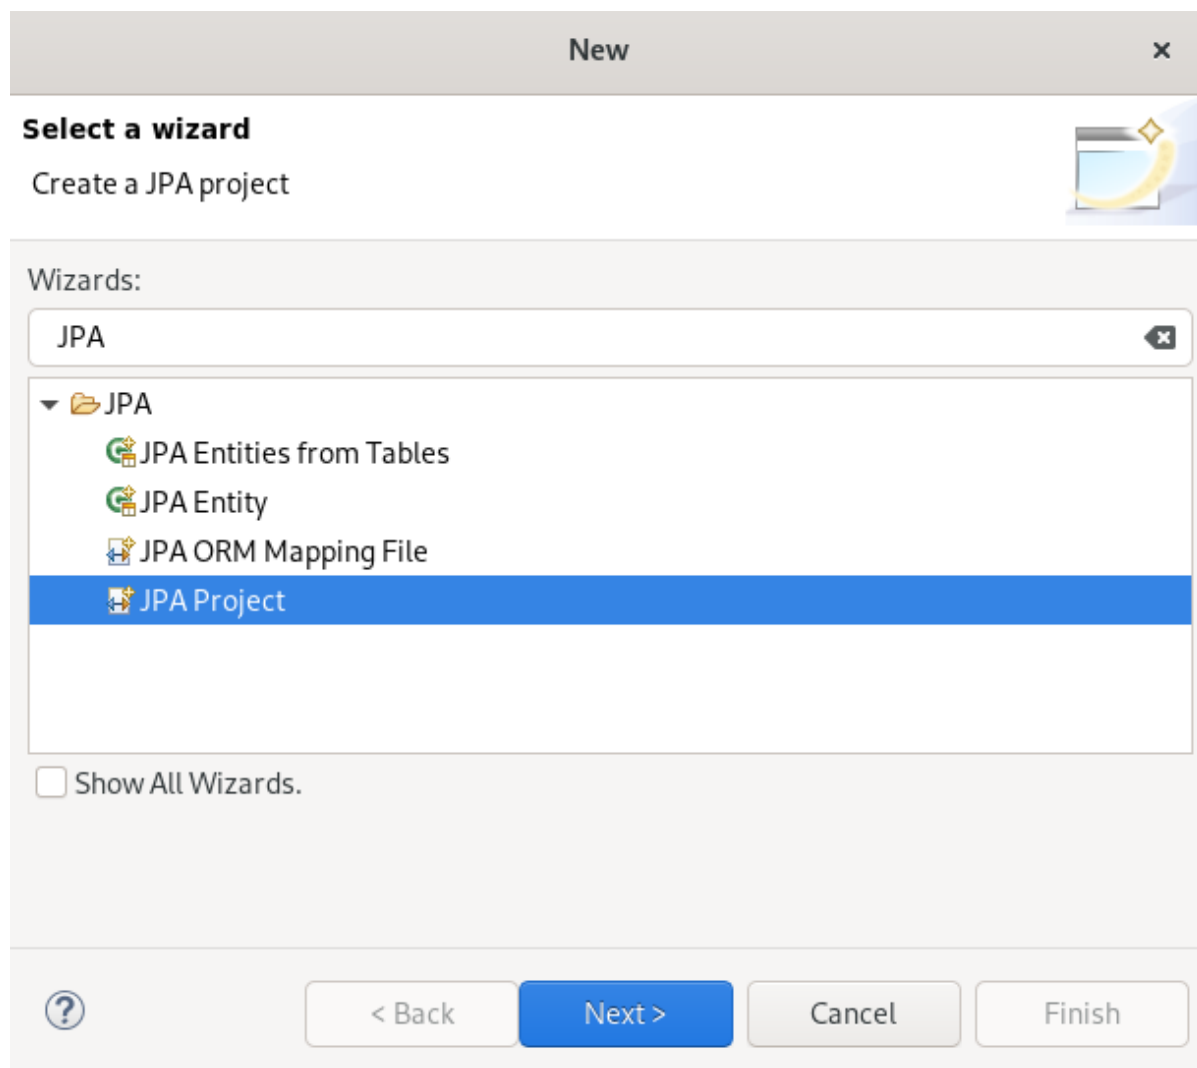 New
Select a wizard
Create a JPA project
Wizards:
JPA
JPA
JPA Entities from Tables
JPA Entity
JPA ORM Mapping File
JPA Project
Show All Wizards.
< Back Next > Cancel Finish